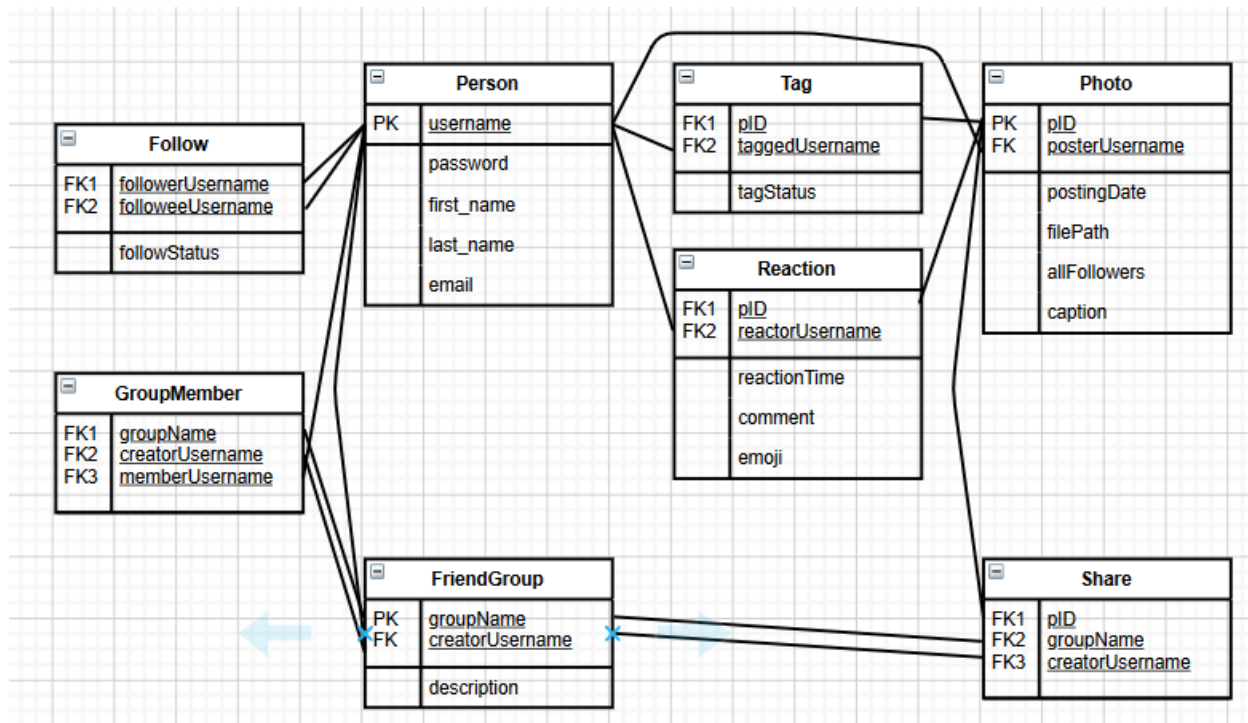 Person
PK username
password
first_name
last_name
email
Tag
FK1 pID
FK2 taggedUsername
tagStatus
Photo
PK pID
FK posterUsername
postingDate
filePath
allFollowers
caption
Follow
FK1 followerUsername
FK2 followeeUsername
followStatus
Reaction
FK1 pID
FK2 reactorUsername
reactionTime
comment
emoji
GroupMember
FK1 groupName
FK2 creatorUsername
FK3 memberUsername
FriendGroup
PK groupName
FK creatorUsername
description
Share
FK1 pID
FK2 groupName
FK3 creatorUsername